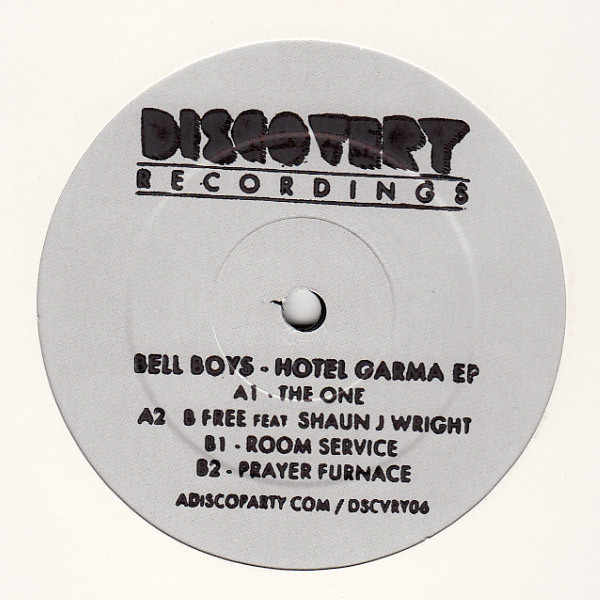 DISCOVERY
RECORDINGS
BELL BOYS - HOTEL GARMA EP
A1 - THE ONE
A2 B FREE FEAT SHAUN J WRIGHT
B1 - ROOM SERVICE
B2 - PRAYER FURNACE
ADISCOPARTY COM / DSCVRY06